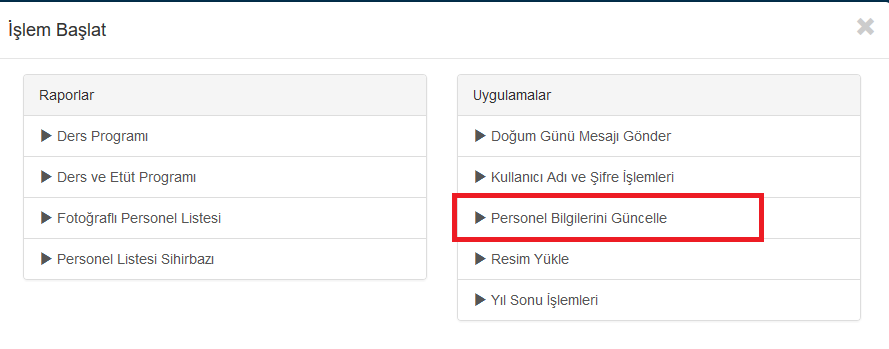 İşlem Başlat
Raporlar
Ders Programı
Ders ve Etüt Programı
Fotoğraflı Personel Listesi
Personel Listesi Sihirbazı
Uygulamalar
Doğum Günü Mesajı Gönder
Kullanıcı Adı ve Şifre İşlemleri
Personel Bilgilerini Güncelle
Resim Yükle
Yıl Sonu İşlemleri